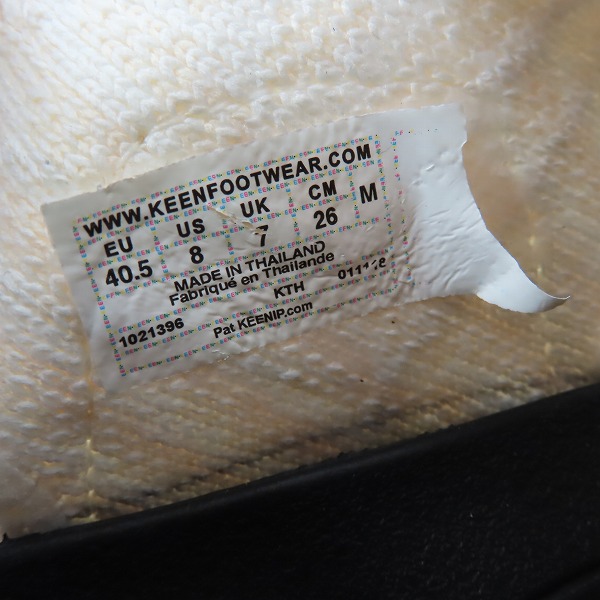 WWW.KEENFOOTWEAR.COM
EU US UK CM M
40.5 8 7 26
MADE IN THAILAND
Fabriqué en Thaïlande
KTH
1021396 Pat KEENIP.com